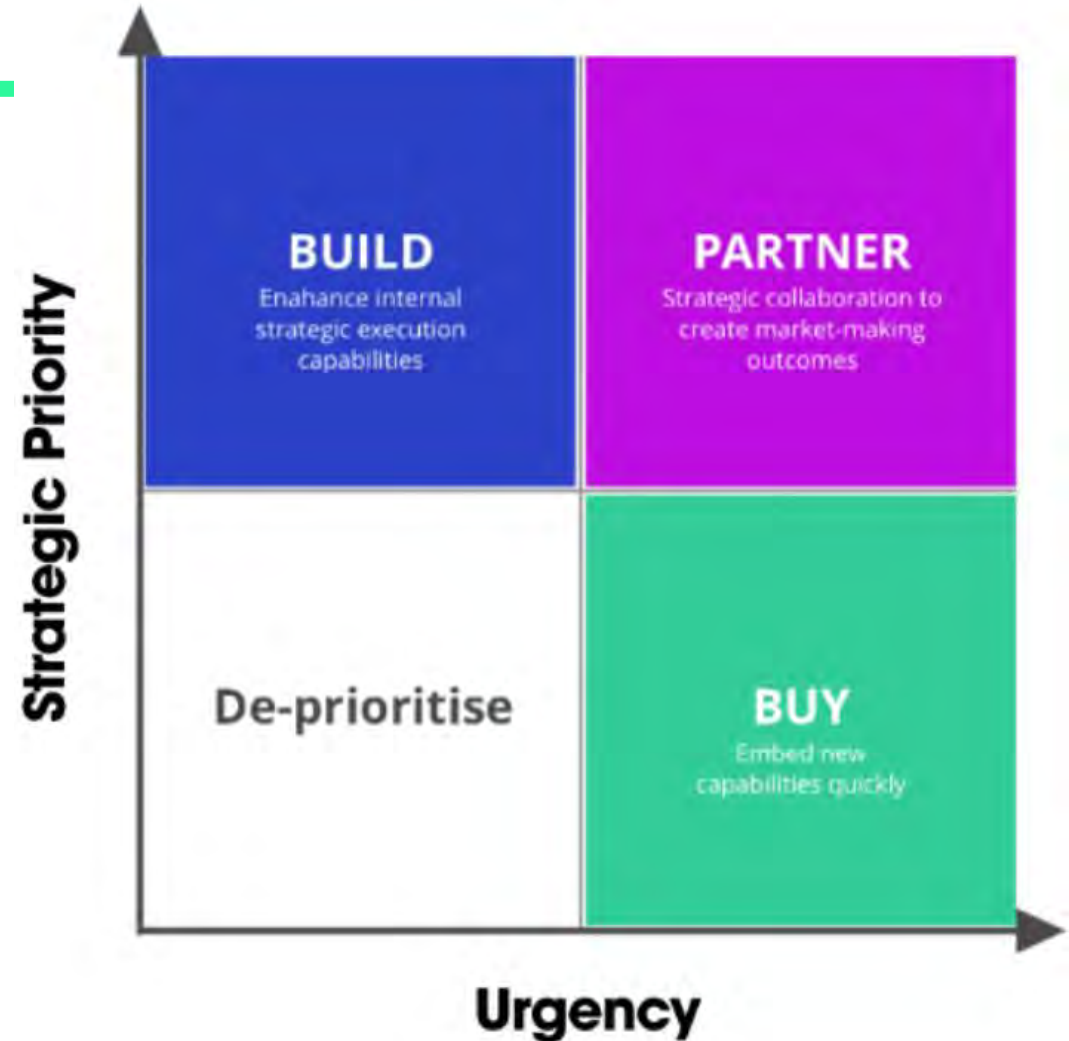 Strategic Priority
BUILD
Enahance internal
strategic execution
capabilities
PARTNER
Strategic collaboration to
create market-making
outcomes
De-prioritise
BUY
Embed new
capabilities quickly
Urgency